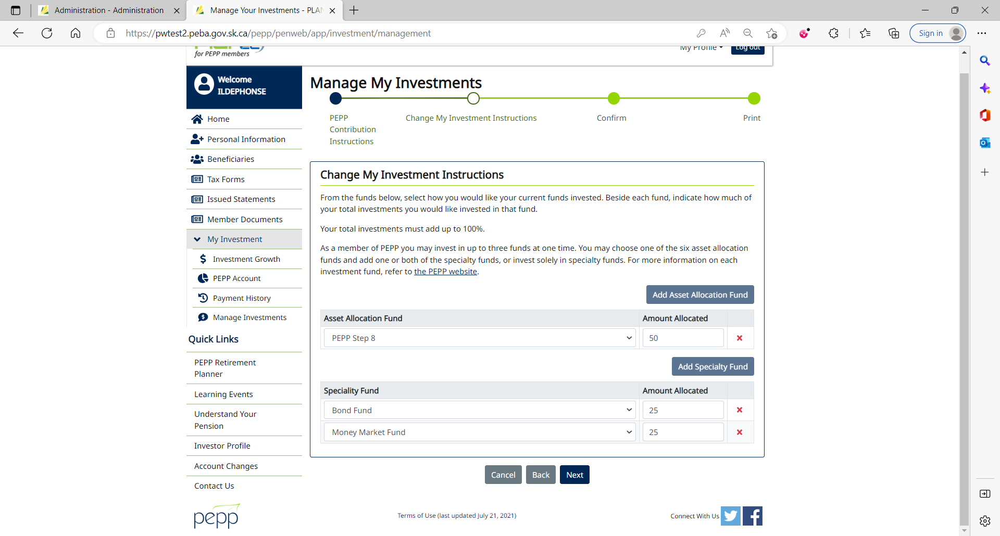 Administration - Administration
Manage Your Investments - PLAN
https://pwtest2.peba.gov.sk.ca/pepp/penweb/app/investment/management
Sign in
for PEPP members
My Profile
Log out
Welcome
ILDEPHONSE
Home
Personal Information
Beneficiaries
Tax Forms
Issued Statements
Member Documents
My Investment
Investment Growth
PEPP Account
Payment History
Manage Investments
Quick Links
PEPP Retirement
Planner
Learning Events
Understand Your
Pension
Investor Profile
Account Changes
Contact Us
pepp
Manage My Investments
PEPP
Contribution
Instructions
Change My Investment Instructions
Confirm
Print
Change My Investment Instructions
From the funds below, select how you would like your current funds invested. Beside each fund, indicate how much of
your total investments you would like invested in that fund.
Your total investments must add up to 100%.
As a member of PEPP you may invest in up to three funds at one time. You may choose one of the six asset allocation
funds and add one or both of the specialty funds, or invest solely in specialty funds. For more information on each
investment fund, refer to the PEPP website.
Add Asset Allocation Fund
Asset Allocation Fund Amount Allocated
PEPP Step 8 50
Add Specialty Fund
Speciality Fund Amount Allocated
Bond Fund 25
Money Market Fund 25
Cancel Back Next
Terms of Use (last updated July 21, 2021)
Connect With Us